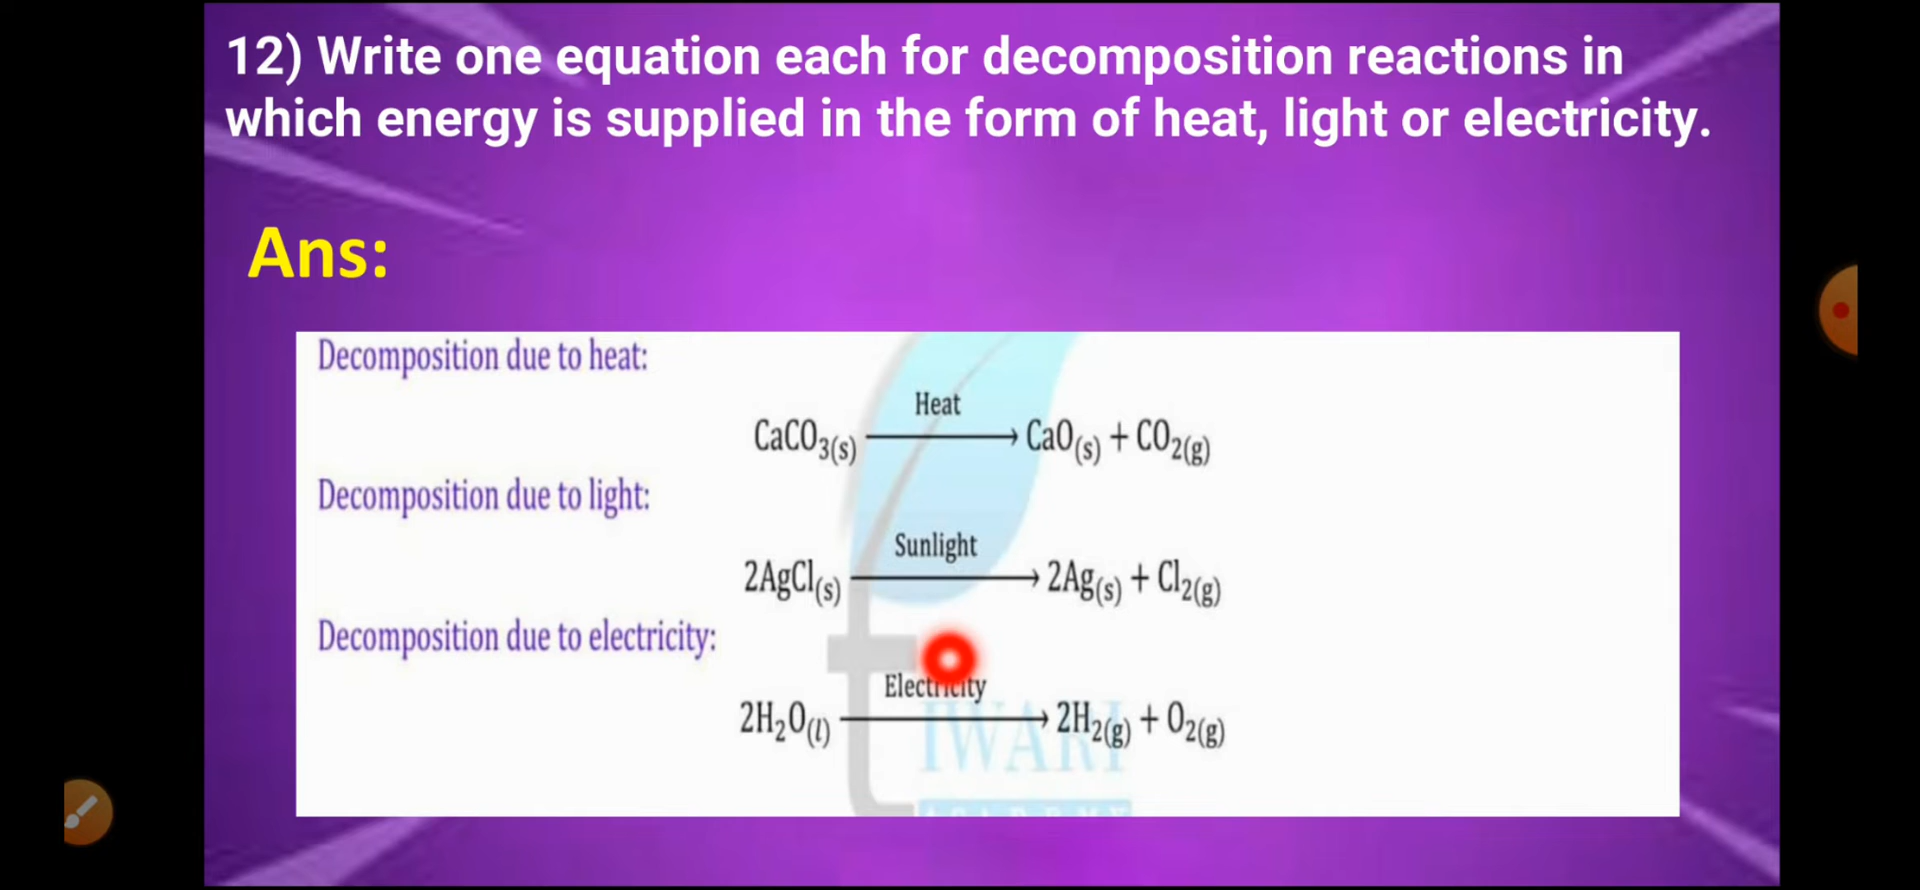 12) Write one equation each for decomposition reactions in
which energy is supplied in the form of heat, light or electricity.
Ans:
Decomposition due to heat:
Heat
CaCO₃(s) ⟶ CaO(s) + CO₂(g)
Decomposition due to light:
Sunlight
2AgCl(s) ⟶ 2Ag(s) + Cl₂(g)
Decomposition due to electricity:
Electricity
2H₂O(l) ⟶ 2H₂(g) + O₂(g)
IWARI